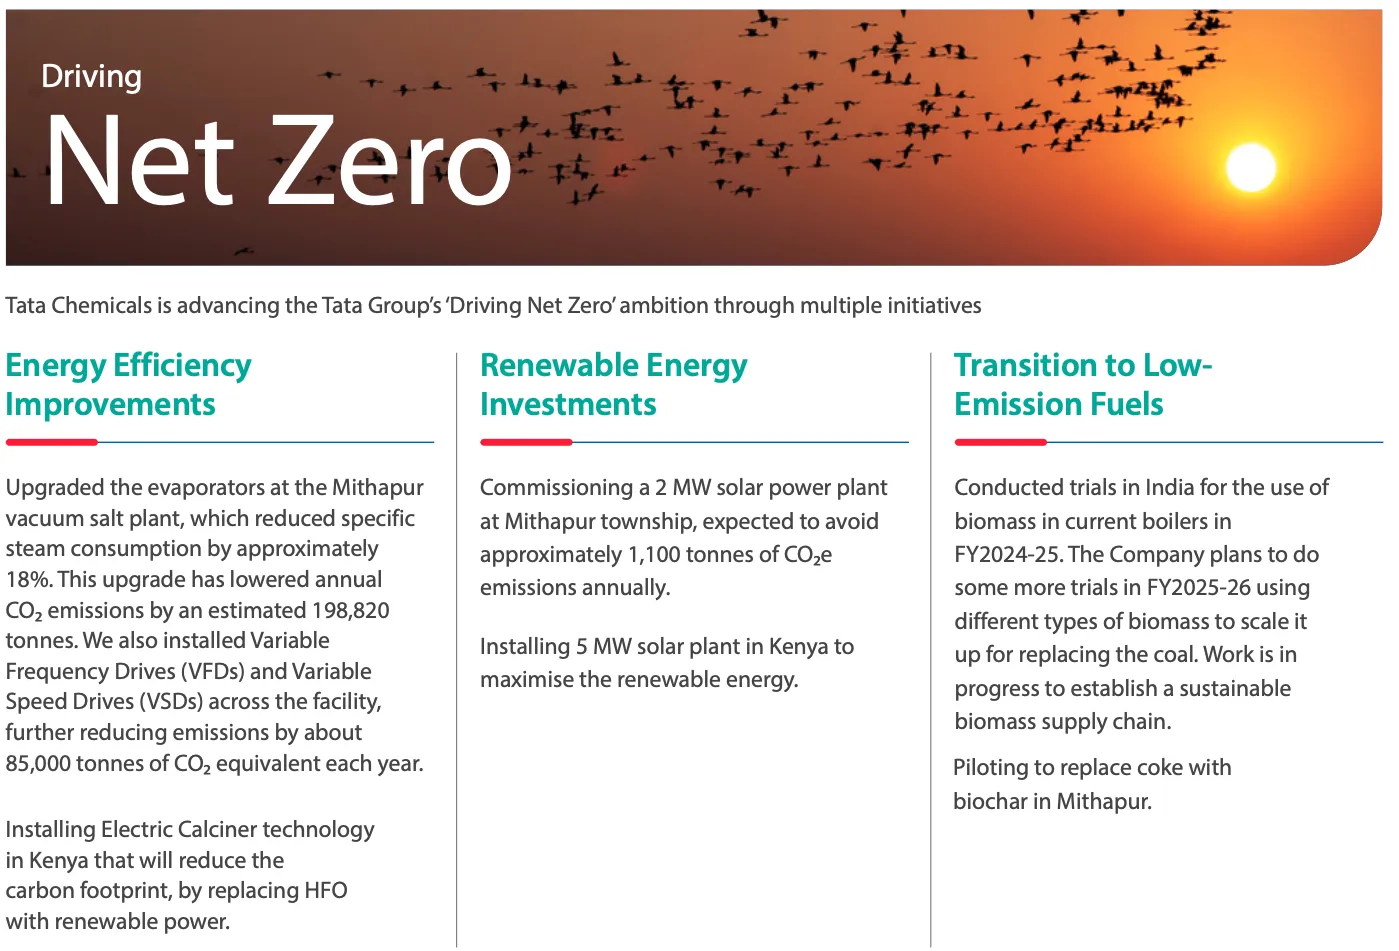 Driving
Net Zero
Tata Chemicals is advancing the Tata Group's 'Driving Net Zero' ambition through multiple initiatives
Energy Efficiency
Improvements
Upgraded the evaporators at the Mithapur
vacuum salt plant, which reduced specific
steam consumption by approximately
18%. This upgrade has lowered annual
CO₂ emissions by an estimated 198,820
tonnes. We also installed Variable
Frequency Drives (VFDs) and Variable
Speed Drives (VSDs) across the facility,
further reducing emissions by about
85,000 tonnes of CO₂ equivalent each year.
Installing Electric Calciner technology
in Kenya that will reduce the
carbon footprint, by replacing HFO
with renewable power.
Renewable Energy
Investments
Commissioning a 2 MW solar power plant
at Mithapur township, expected to avoid
approximately 1,100 tonnes of CO₂e
emissions annually.
Installing 5 MW solar plant in Kenya to
maximise the renewable energy.
Transition to Low-
Emission Fuels
Conducted trials in India for the use of
biomass in current boilers in
FY2024-25. The Company plans to do
some more trials in FY2025-26 using
different types of biomass to scale it
up for replacing the coal. Work is in
progress to establish a sustainable
biomass supply chain.
Piloting to replace coke with
biochar in Mithapur.